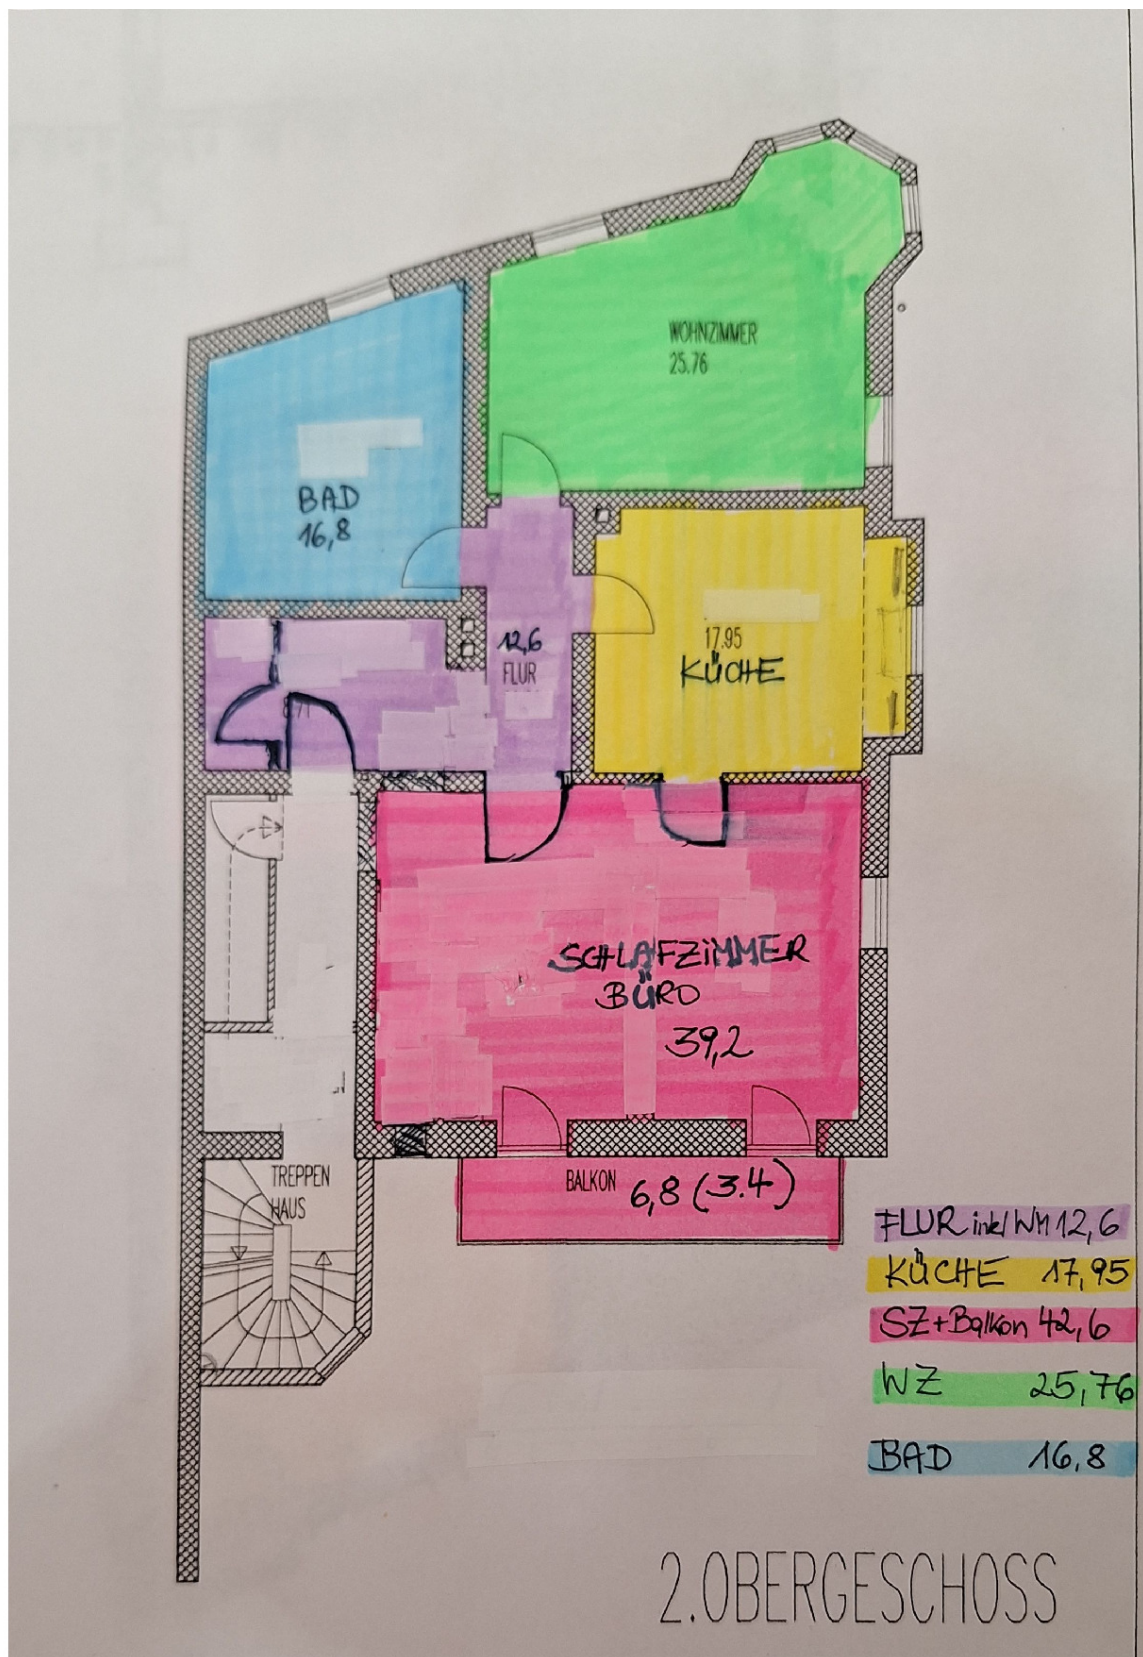 WOHNZIMMER
25.76
BAD
16,8
12,6
FLUR
17.95
KÜCHE
SCHLAFZiMMER
BÜRO
39,2
TREPPEN
HAUS
BALKON 6,8 (3.4)
FLUR inkl WM 12,6
KÜCHE 17,95
SZ+Balkon 42,6
WZ 25,76
BAD 16,8
2.OBERGESCHOSS